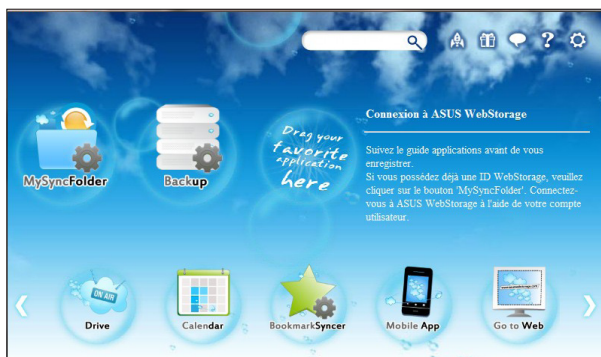 Connexion à ASUS WebStorage
Drag your
favorite
application
here
Suivez le guide applications avant de vous
enregistrer.
Si vous possédez déjà une ID WebStorage, veuillez
cliquer sur le bouton 'MySyncFolder'. Connectez-
vous à ASUS WebStorage à l'aide de votre compte
utilisateur.
MySyncFolder
Backup
ON AIR
Drive
Calendar
BookmarkSyncer
Mobile App
Go to Web